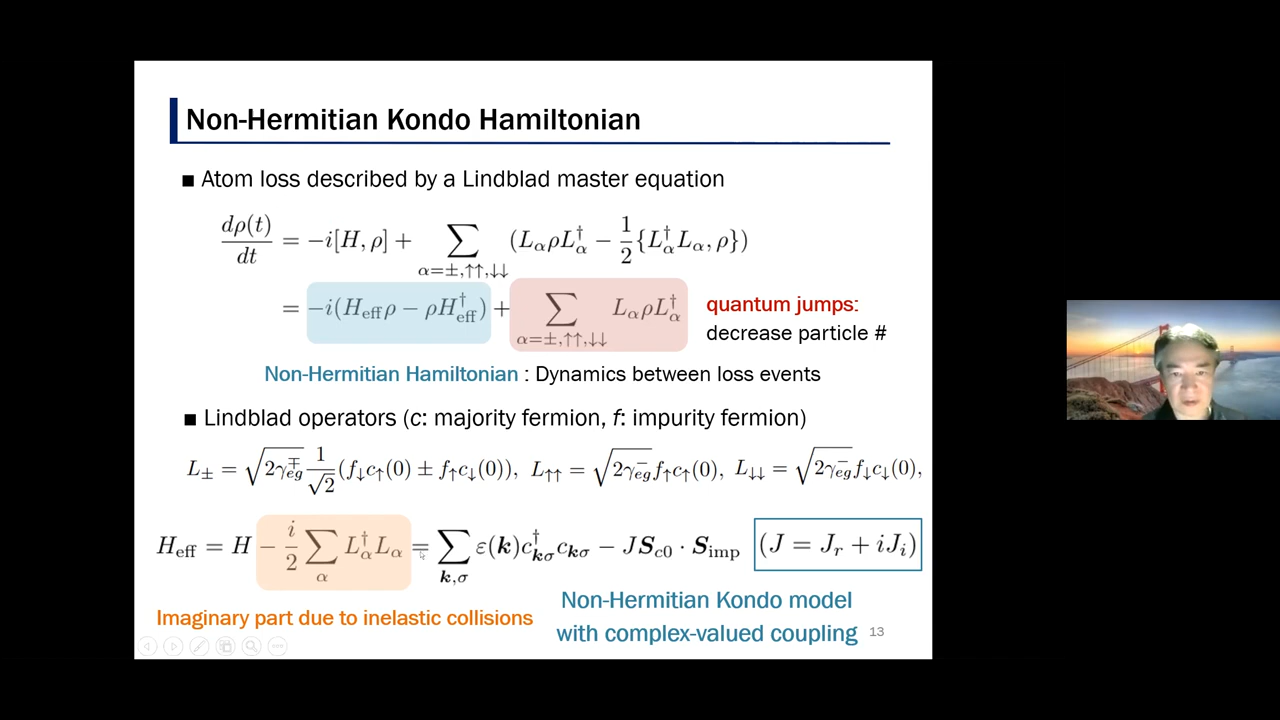 Non-Hermitian Kondo Hamiltonian
■ Atom loss described by a Lindblad master equation
dρ(t)/dt = −i[H, ρ] + ∑_{α=±,↑↑,↓↓} (L_α ρ L_α^† − 1/2 {L_α^† L_α, ρ})
= −i(H_eff ρ − ρ H_eff^†) + ∑_{α=±,↑↑,↓↓} L_α ρ L_α^† quantum jumps:
decrease particle #
Non-Hermitian Hamiltonian : Dynamics between loss events
■ Lindblad operators (c: majority fermion, f: impurity fermion)
L_± = √(2γ_eg^∓) 1/√2 (f_↓ c_↑(0) ± f_↑ c_↓(0)), L_↑↑ = √(2γ_eg^−) f_↑ c_↑(0), L_↓↓ = √(2γ_eg^−) f_↓ c_↓(0),
H_eff = H − i/2 ∑_α L_α^† L_α = ∑_{k,σ} ε(k) c_{kσ}^† c_{kσ} − J S_{c0} · S_imp (J = J_r + iJ_i)
Imaginary part due to inelastic collisions
Non-Hermitian Kondo model
with complex-valued coupling 13